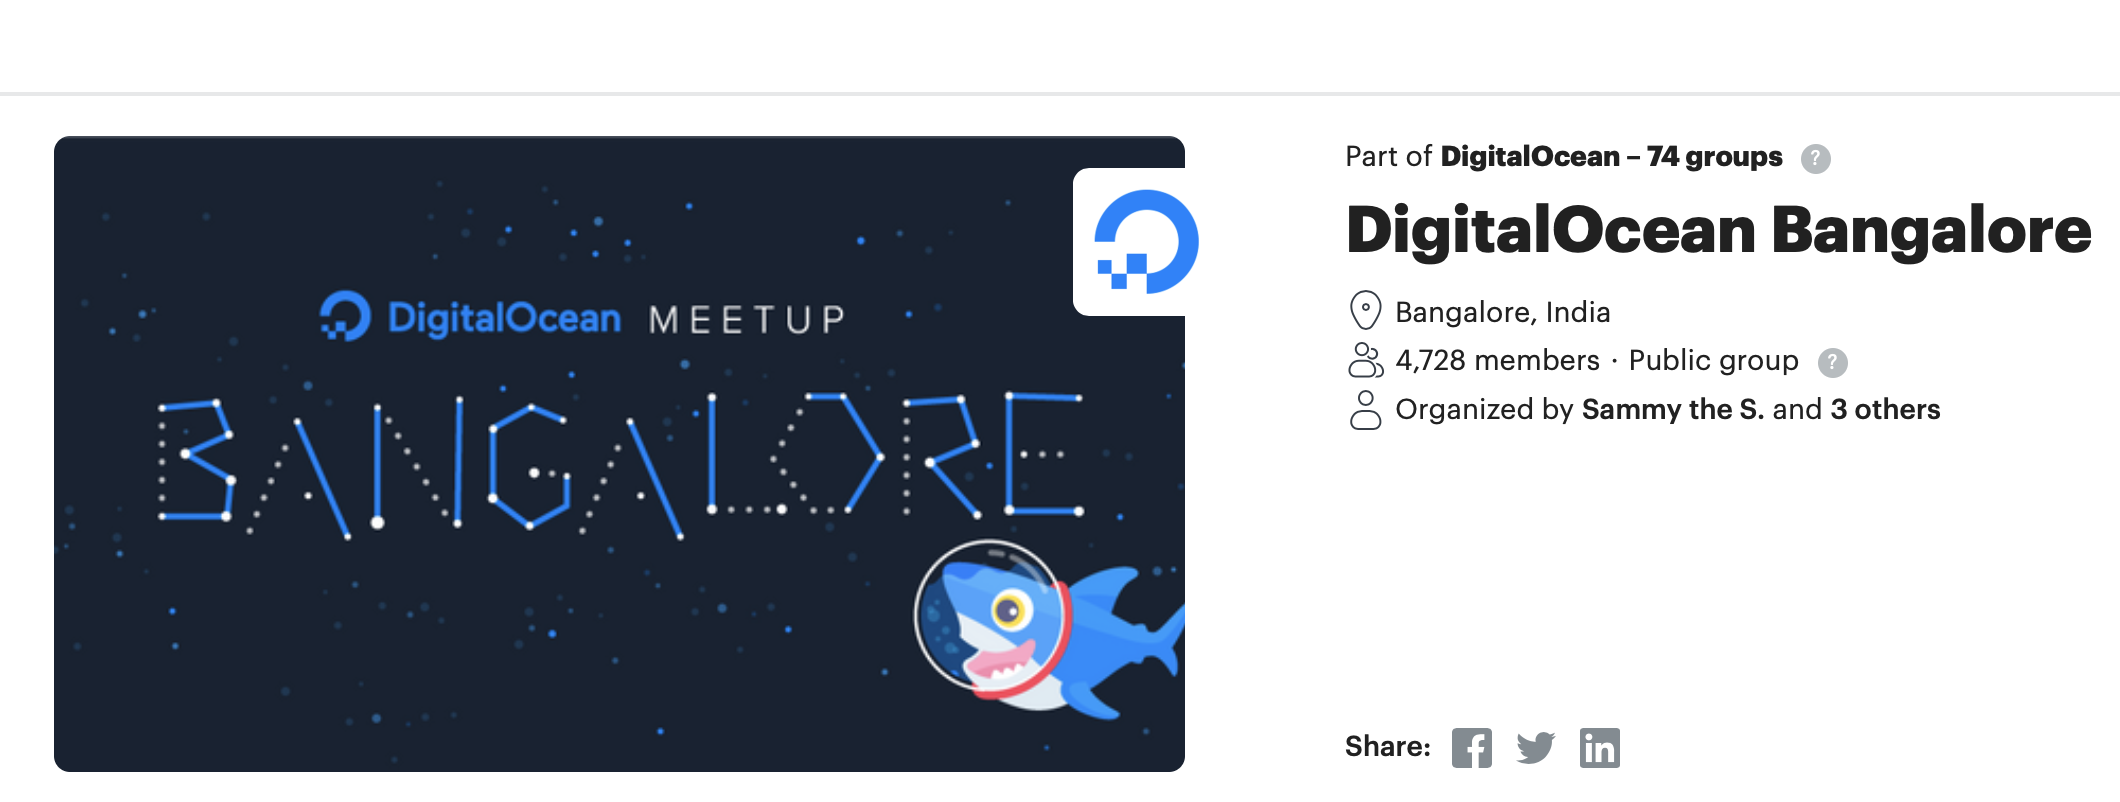 DigitalOcean MEETUP
BANGALORE
Part of DigitalOcean – 74 groups ?
DigitalOcean Bangalore
Bangalore, India
4,728 members · Public group ?
Organized by Sammy the S. and 3 others
Share: